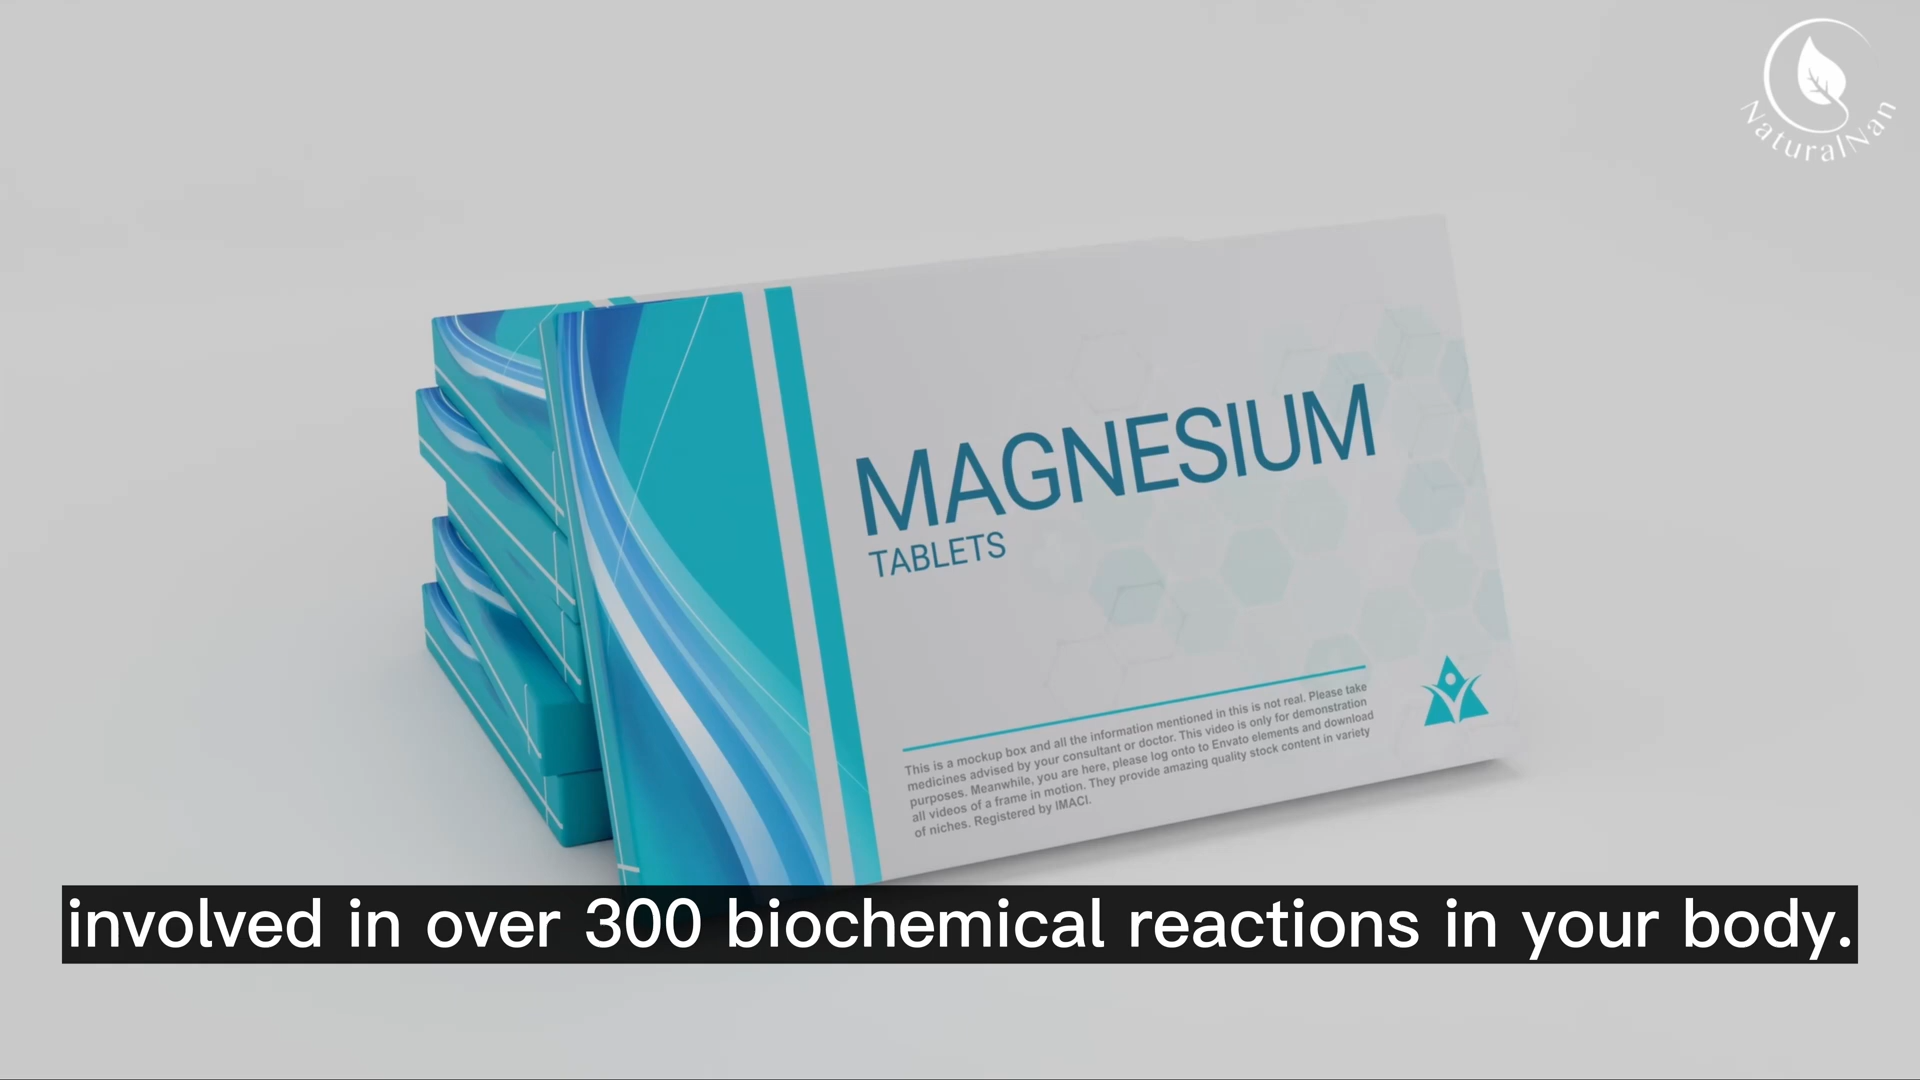 NaturalNan
MAGNESIUM
TABLETS
This is a mockup box and all the information mentioned in this is not real. Please take
medicines advised by your consultant or doctor. This video is only for demonstration
purposes. Meanwhile, you are here, please log onto to Envato elements and download
all videos of a frame in motion. They provide amazing quality stock content in variety
of niches. Registered by IMACI.
involved in over 300 biochemical reactions in your body.